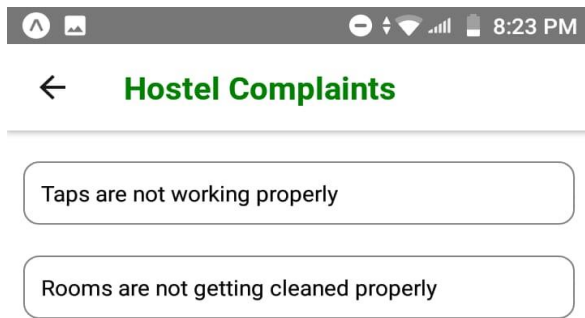 8:23 PM
Hostel Complaints
Taps are not working properly
Rooms are not getting cleaned properly